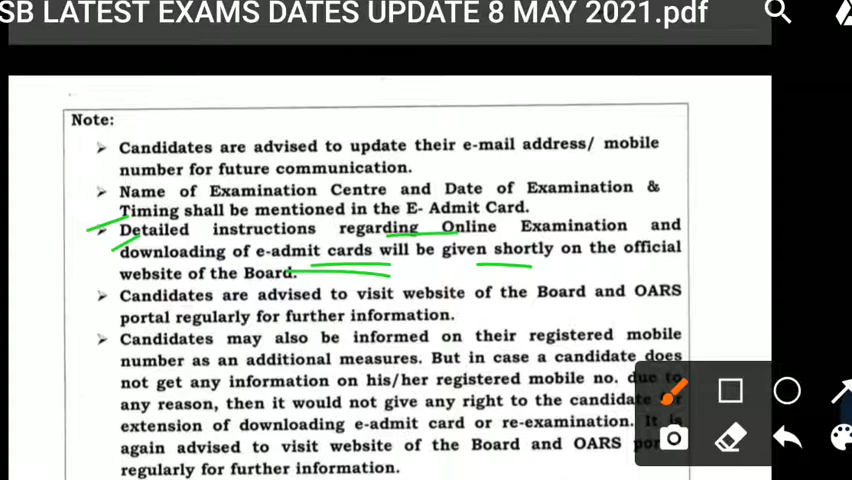 SB LATEST EXAMS DATES UPDATE 8 MAY 2021.pdf
Note:
➢ Candidates are advised to update their e-mail address/ mobile
number for future communication.
➢ Name of Examination Centre and Date of Examination &
Timing shall be mentioned in the E- Admit Card.
➢ Detailed instructions regarding Online Examination and
downloading of e-admit cards will be given shortly on the official
website of the Board.
➢ Candidates are advised to visit website of the Board and OARS
portal regularly for further information.
➢ Candidates may also be informed on their registered mobile
number as an additional measures. But in case a candidate does
not get any information on his/her registered mobile no. due to
any reason, then it would not give any right to the candidate for
extension of downloading e-admit card or re-examination. It is
again advised to visit website of the Board and OARS
regularly for further information.